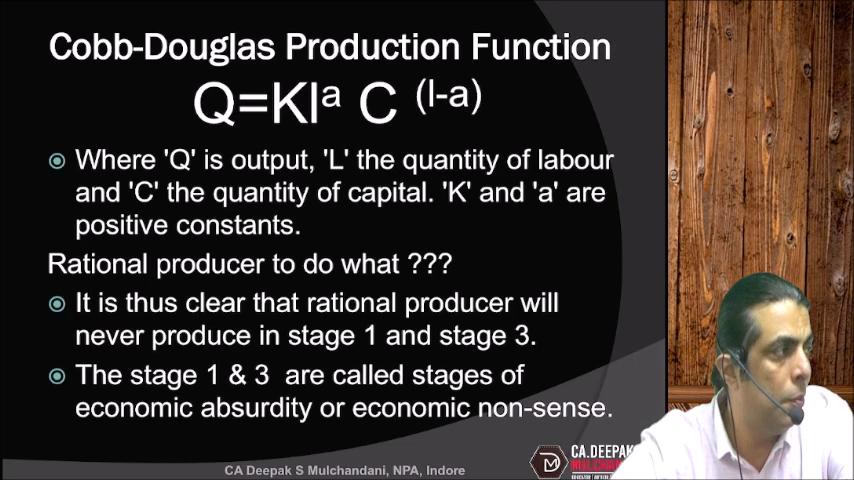 Cobb-Douglas Production Function
Q=Klᵃ C ⁽ˡ⁻ᵃ⁾
Where 'Q' is output, 'L' the quantity of labour
and 'C' the quantity of capital. 'K' and 'a' are
positive constants.
Rational producer to do what ???
It is thus clear that rational producer will
never produce in stage 1 and stage 3.
The stage 1 & 3 are called stages of
economic absurdity or economic non-sense.
CA Deepak S Mulchandani, NPA, Indore
CA.DEEPAK